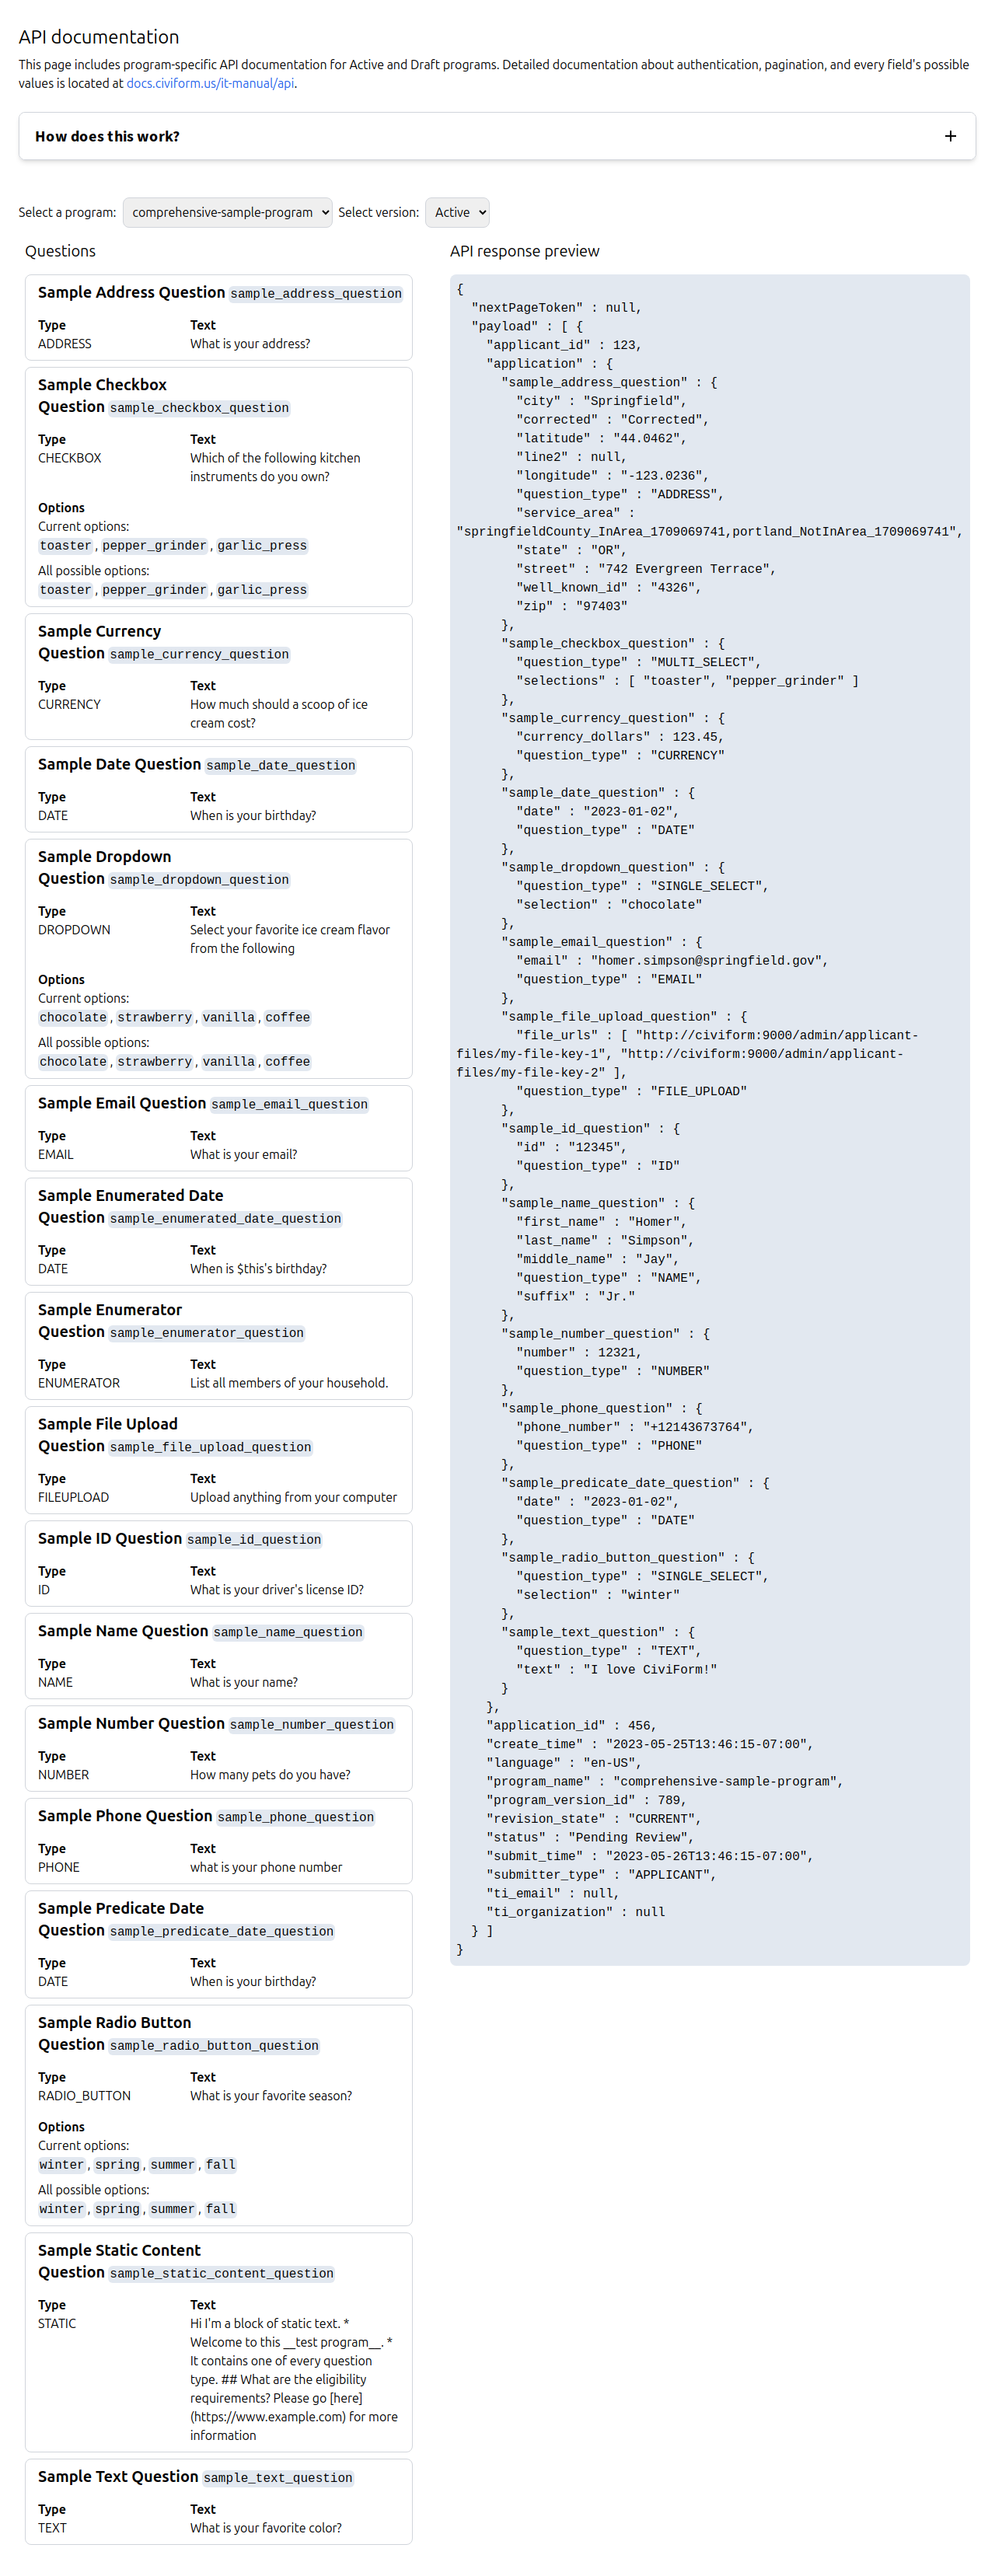 API documentation
This page includes program-specific API documentation for Active and Draft programs. Detailed documentation about authentication, pagination, and every field's possible
values is located at docs.civiform.us/it-manual/api.
How does this work?
Select a program: comprehensive-sample-program Select version: Active
Questions
Sample Address Question sample_address_question
Type Text
ADDRESS What is your address?
Sample Checkbox
Question sample_checkbox_question
Type Text
CHECKBOX Which of the following kitchen
instruments do you own?
Options
Current options:
toaster, pepper_grinder, garlic_press
All possible options:
toaster, pepper_grinder, garlic_press
Sample Currency
Question sample_currency_question
Type Text
CURRENCY How much should a scoop of ice
cream cost?
Sample Date Question sample_date_question
Type Text
DATE When is your birthday?
Sample Dropdown
Question sample_dropdown_question
Type Text
DROPDOWN Select your favorite ice cream flavor
from the following
Options
Current options:
chocolate, strawberry, vanilla, coffee
All possible options:
chocolate, strawberry, vanilla, coffee
Sample Email Question sample_email_question
Type Text
EMAIL What is your email?
Sample Enumerated Date
Question sample_enumerated_date_question
Type Text
DATE When is $this's birthday?
Sample Enumerator
Question sample_enumerator_question
Type Text
ENUMERATOR List all members of your household.
Sample File Upload
Question sample_file_upload_question
Type Text
FILEUPLOAD Upload anything from your computer
Sample ID Question sample_id_question
Type Text
ID What is your driver's license ID?
Sample Name Question sample_name_question
Type Text
NAME What is your name?
Sample Number Question sample_number_question
Type Text
NUMBER How many pets do you have?
Sample Phone Question sample_phone_question
Type Text
PHONE what is your phone number
Sample Predicate Date
Question sample_predicate_date_question
Type Text
DATE When is your birthday?
Sample Radio Button
Question sample_radio_button_question
Type Text
RADIO_BUTTON What is your favorite season?
Options
Current options:
winter, spring, summer, fall
All possible options:
winter, spring, summer, fall
Sample Static Content
Question sample_static_content_question
Type Text
STATIC Hi I'm a block of static text. *
Welcome to this __test program__. *
It contains one of every question
type. ## What are the eligibility
requirements? Please go [here]
(https://www.example.com) for more
information
Sample Text Question sample_text_question
Type Text
TEXT What is your favorite color?
API response preview
{
"nextPageToken" : null,
"payload" : [ {
"applicant_id" : 123,
"application" : {
"sample_address_question" : {
"city" : "Springfield",
"corrected" : "Corrected",
"latitude" : "44.0462",
"line2" : null,
"longitude" : "-123.0236",
"question_type" : "ADDRESS",
"service_area" :
"springfieldCounty_InArea_1709069741,portland_NotInArea_1709069741",
"state" : "OR",
"street" : "742 Evergreen Terrace",
"well_known_id" : "4326",
"zip" : "97403"
},
"sample_checkbox_question" : {
"question_type" : "MULTI_SELECT",
"selections" : [ "toaster", "pepper_grinder" ]
},
"sample_currency_question" : {
"currency_dollars" : 123.45,
"question_type" : "CURRENCY"
},
"sample_date_question" : {
"date" : "2023-01-02",
"question_type" : "DATE"
},
"sample_dropdown_question" : {
"question_type" : "SINGLE_SELECT",
"selection" : "chocolate"
},
"sample_email_question" : {
"email" : "homer.simpson@springfield.gov",
"question_type" : "EMAIL"
},
"sample_file_upload_question" : {
"file_urls" : [ "http://civiform:9000/admin/applicant-
files/my-file-key-1", "http://civiform:9000/admin/applicant-
files/my-file-key-2" ],
"question_type" : "FILE_UPLOAD"
},
"sample_id_question" : {
"id" : "12345",
"question_type" : "ID"
},
"sample_name_question" : {
"first_name" : "Homer",
"last_name" : "Simpson",
"middle_name" : "Jay",
"question_type" : "NAME",
"suffix" : "Jr."
},
"sample_number_question" : {
"number" : 12321,
"question_type" : "NUMBER"
},
"sample_phone_question" : {
"phone_number" : "+12143673764",
"question_type" : "PHONE"
},
"sample_predicate_date_question" : {
"date" : "2023-01-02",
"question_type" : "DATE"
},
"sample_radio_button_question" : {
"question_type" : "SINGLE_SELECT",
"selection" : "winter"
},
"sample_text_question" : {
"question_type" : "TEXT",
"text" : "I love CiviForm!"
}
},
"application_id" : 456,
"create_time" : "2023-05-25T13:46:15-07:00",
"language" : "en-US",
"program_name" : "comprehensive-sample-program",
"program_version_id" : 789,
"revision_state" : "CURRENT",
"status" : "Pending Review",
"submit_time" : "2023-05-26T13:46:15-07:00",
"submitter_type" : "APPLICANT",
"ti_email" : null,
"ti_organization" : null
} ]
}